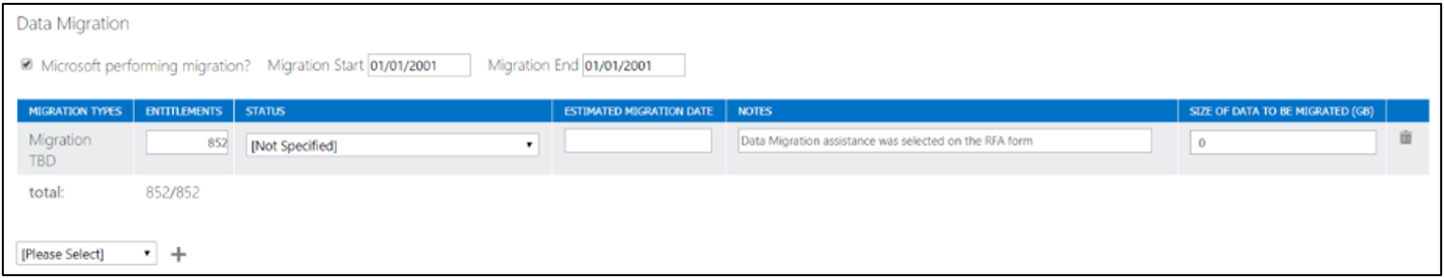 Data Migration
Microsoft performing migration? Migration Start 01/01/2001 Migration End 01/01/2001
MIGRATION TYPES ENTITLEMENTS STATUS ESTIMATED MIGRATION DATE NOTES SIZE OF DATA TO BE MIGRATED (GB)
Migration TBD 852 [Not Specified] Data Migration assistance was selected on the RFA form 0
total: 852/852
[Please Select]